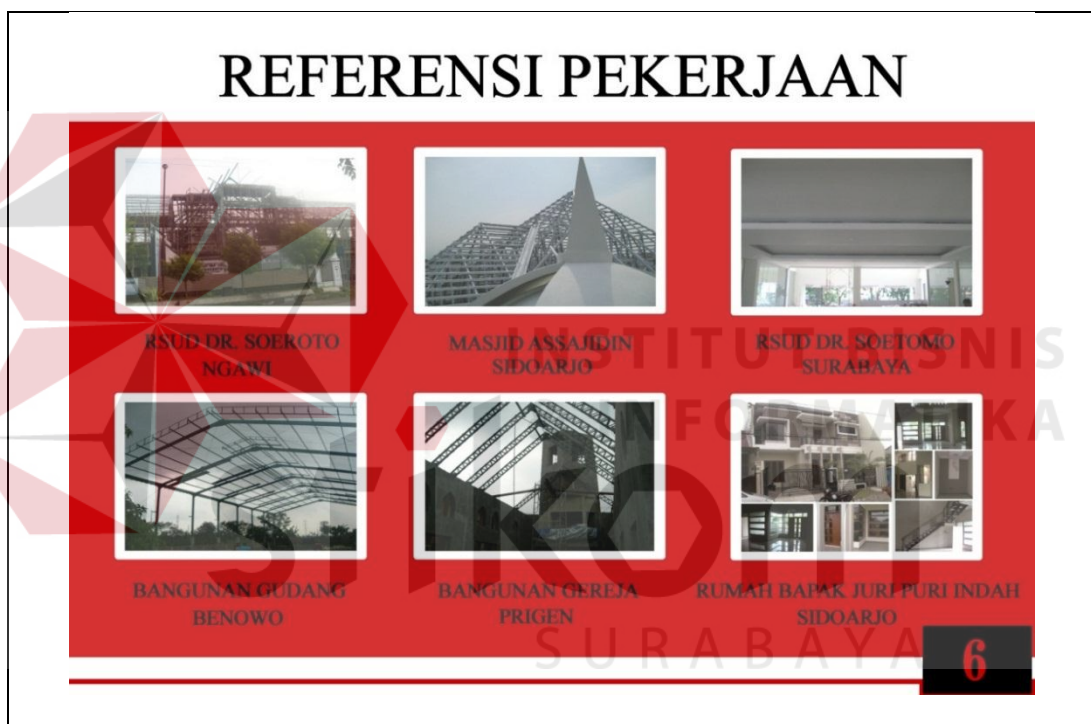 REFERENSI PEKERJAAN
RSUD DR. SOEROTO
NGAWI
MASJID ASSAJIDIN
SIDOARJO
RSUD DR. SOETOMO
SURABAYA
BANGUNAN GUDANG
BENOWO
BANGUNAN GEREJA
PRIGEN
RUMAH BAPAK JURI PURI INDAH
SIDOARJO
6
INSTITUT BISNIS
INFORMATIKA
stikom
SURABAYA